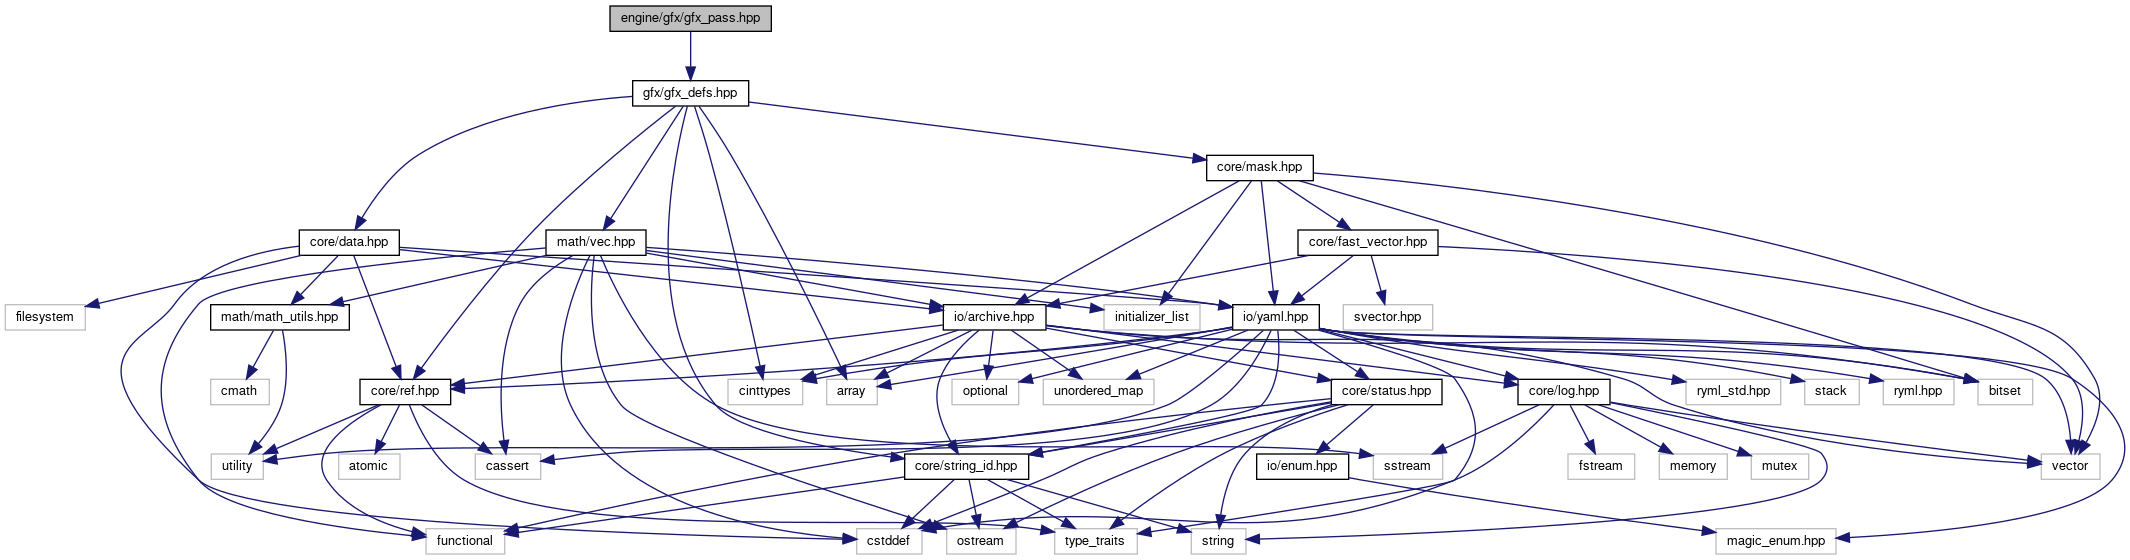 engine/gfx/gfx_pass.hpp
gfx/gfx_defs.hpp
core/mask.hpp
core/data.hpp
math/vec.hpp
core/fast_vector.hpp
filesystem
math/math_utils.hpp
io/archive.hpp
initializer_list
io/yaml.hpp
svector.hpp
cmath
core/ref.hpp
cinttypes
array
optional
unordered_map
core/status.hpp
core/log.hpp
ryml_std.hpp
stack
ryml.hpp
bitset
utility
atomic
cassert
core/string_id.hpp
io/enum.hpp
sstream
fstream
memory
mutex
vector
functional
cstddef
ostream
type_traits
string
magic_enum.hpp